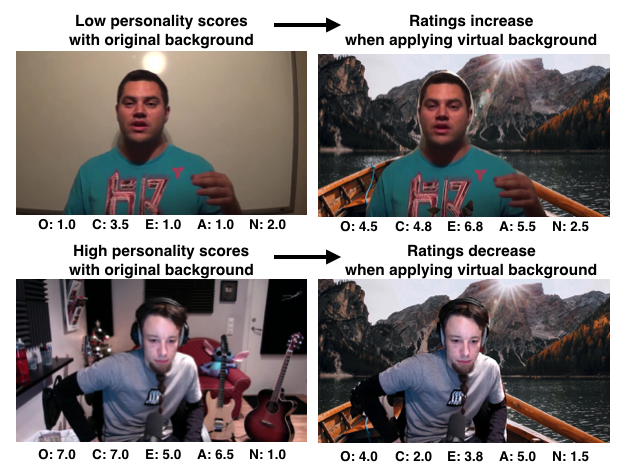 Low personality scores
with original background
Ratings increase
when applying virtual background
O: 1.0 C: 3.5 E: 1.0 A: 1.0 N: 2.0
O: 4.5 C: 4.8 E: 6.8 A: 5.5 N: 2.5
High personality scores
with original background
Ratings decrease
when applying virtual background
O: 7.0 C: 7.0 E: 5.0 A: 6.5 N: 1.0
O: 4.0 C: 2.0 E: 3.8 A: 5.0 N: 1.5